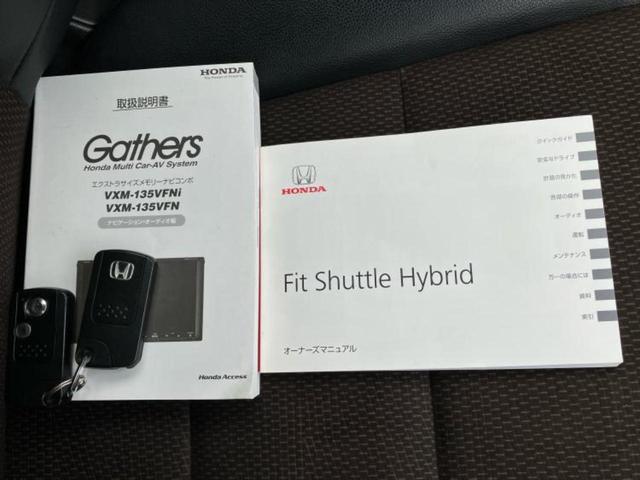 HONDA
The Power of Dreams
取扱説明書
Gathers
Honda Multi Car-AV System
エクストラサイズメモリーナビコンポ
VXM-135VFNi
VXM-135VFN
ナビゲーション・オーディオ編
Honda Access
HONDA
Fit Shuttle Hybrid
オーナーズマニュアル
クイックガイド
安全なドライブ
計器の見かた
各部の操作
オーディオ
運転
メンテナンス
万一の場合には
資料
索引